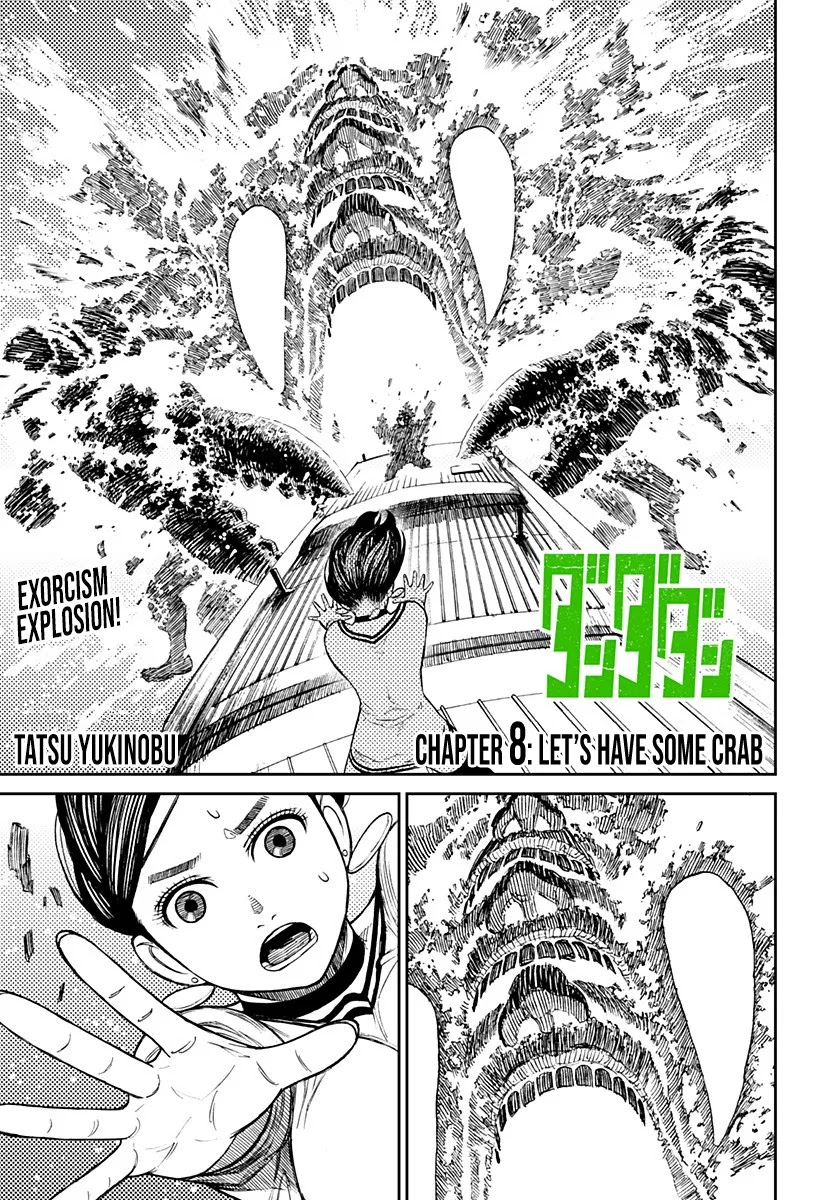 EXORCISM
EXPLOSION!
ダンダダン
TATSU YUKINOBU
CHAPTER 8: LET'S HAVE SOME CRAB